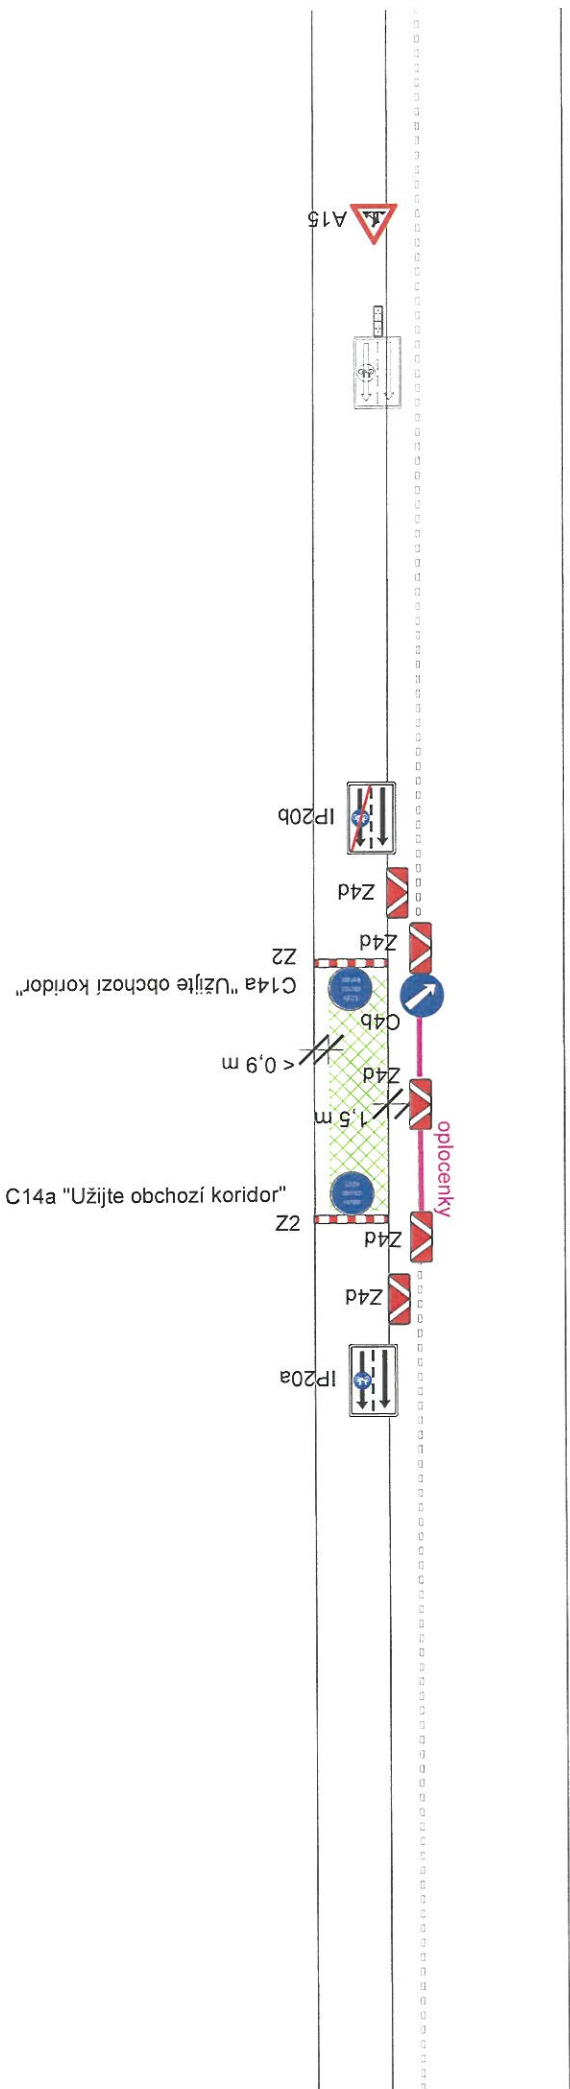 A15
IP20b
Z4d
Z4d
Z2
C14a "Užijte obchozí koridor"
C4b
< 0,9 m
Z4d
1,5 m
oplocenky
C14a "Užijte obchozí koridor"
Z2
Z4d
Z4d
IP20a